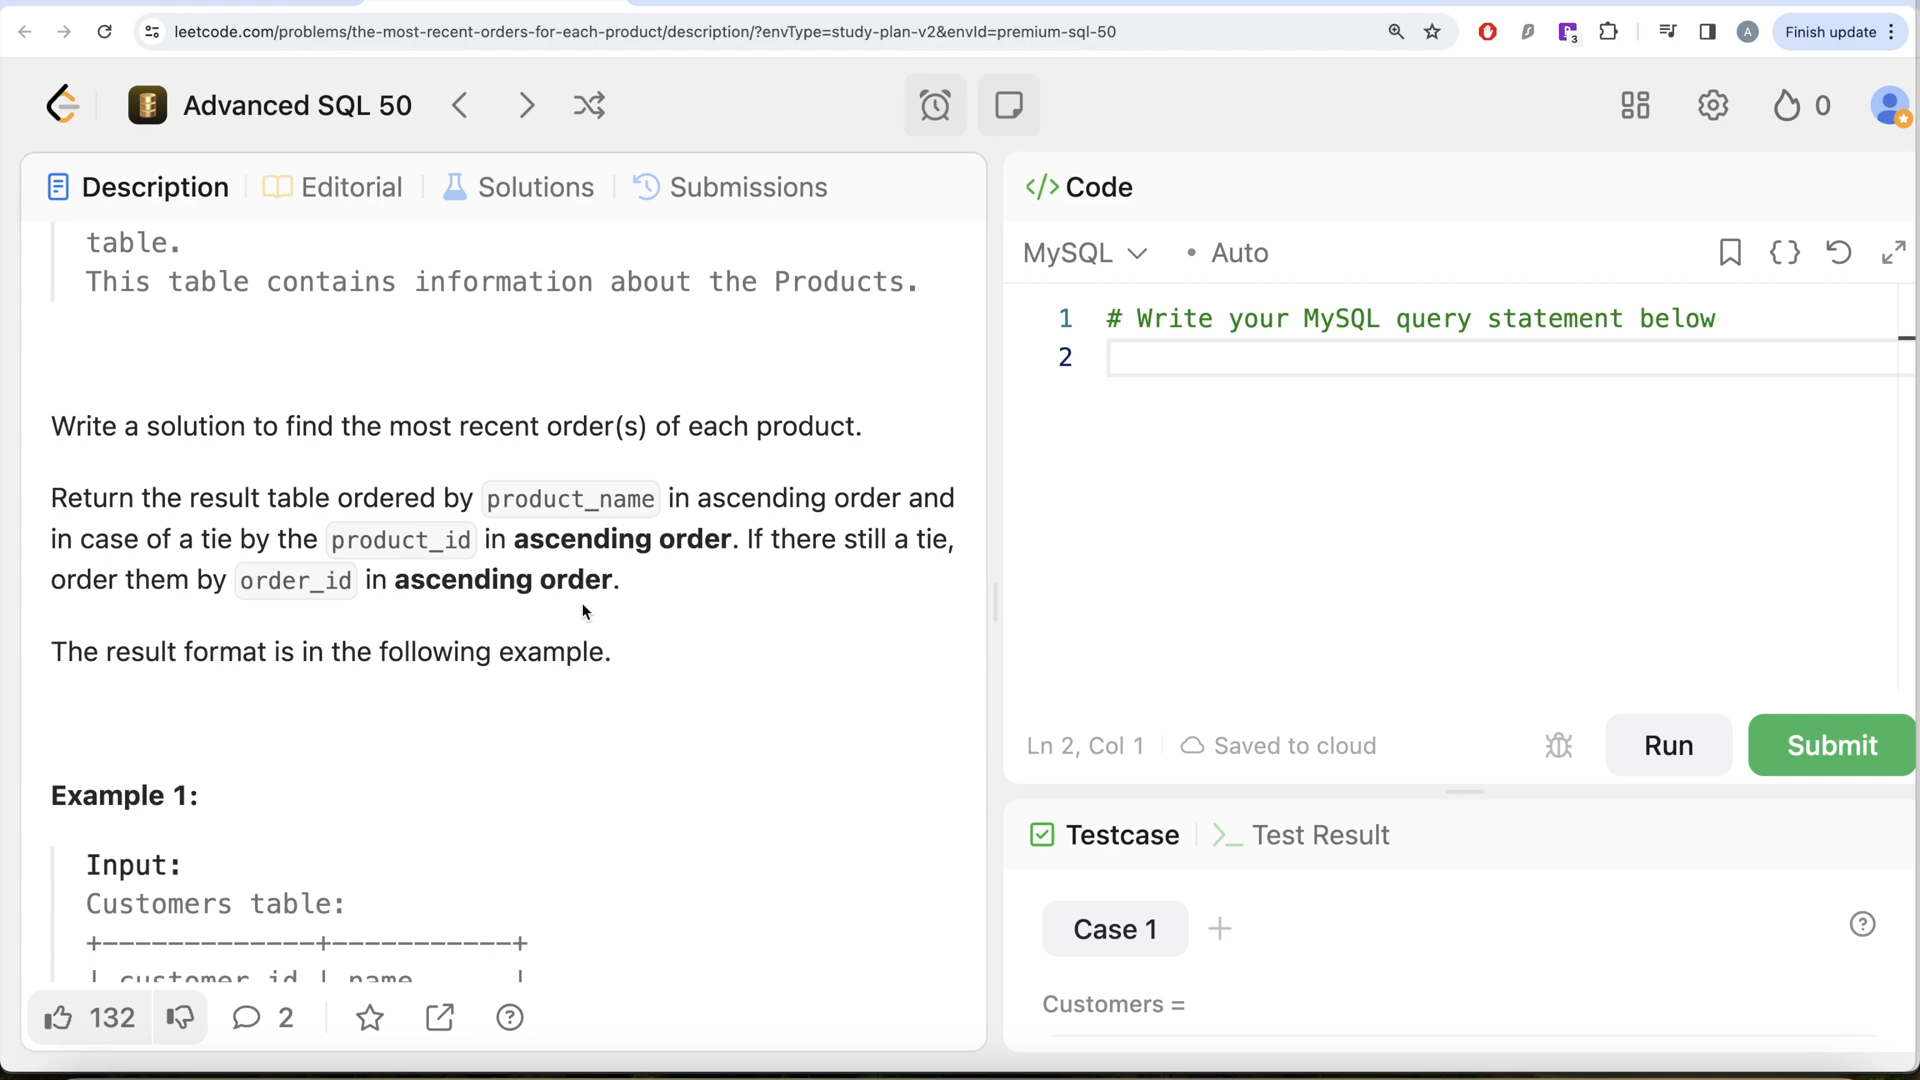 leetcode.com/problems/the-most-recent-orders-for-each-product/description/?envType=study-plan-v2&envId=premium-sql-50
3
A
Finish update
Advanced SQL 50
0
Description
Editorial
Solutions
Submissions
table.
This table contains information about the Products.
Write a solution to find the most recent order(s) of each product.
Return the result table ordered by product_name in ascending order and
in case of a tie by the product_id in ascending order. If there still a tie,
order them by order_id in ascending order.
The result format is in the following example.
Example 1:
Input:
Customers table:
+-------------+-----------+
| customer_id | name |
132
2
</> Code
MySQL
• Auto
{}
1 # Write your MySQL query statement below
2
Ln 2, Col 1
Saved to cloud
Run
Submit
Testcase
>_ Test Result
Case 1
+
Customers =